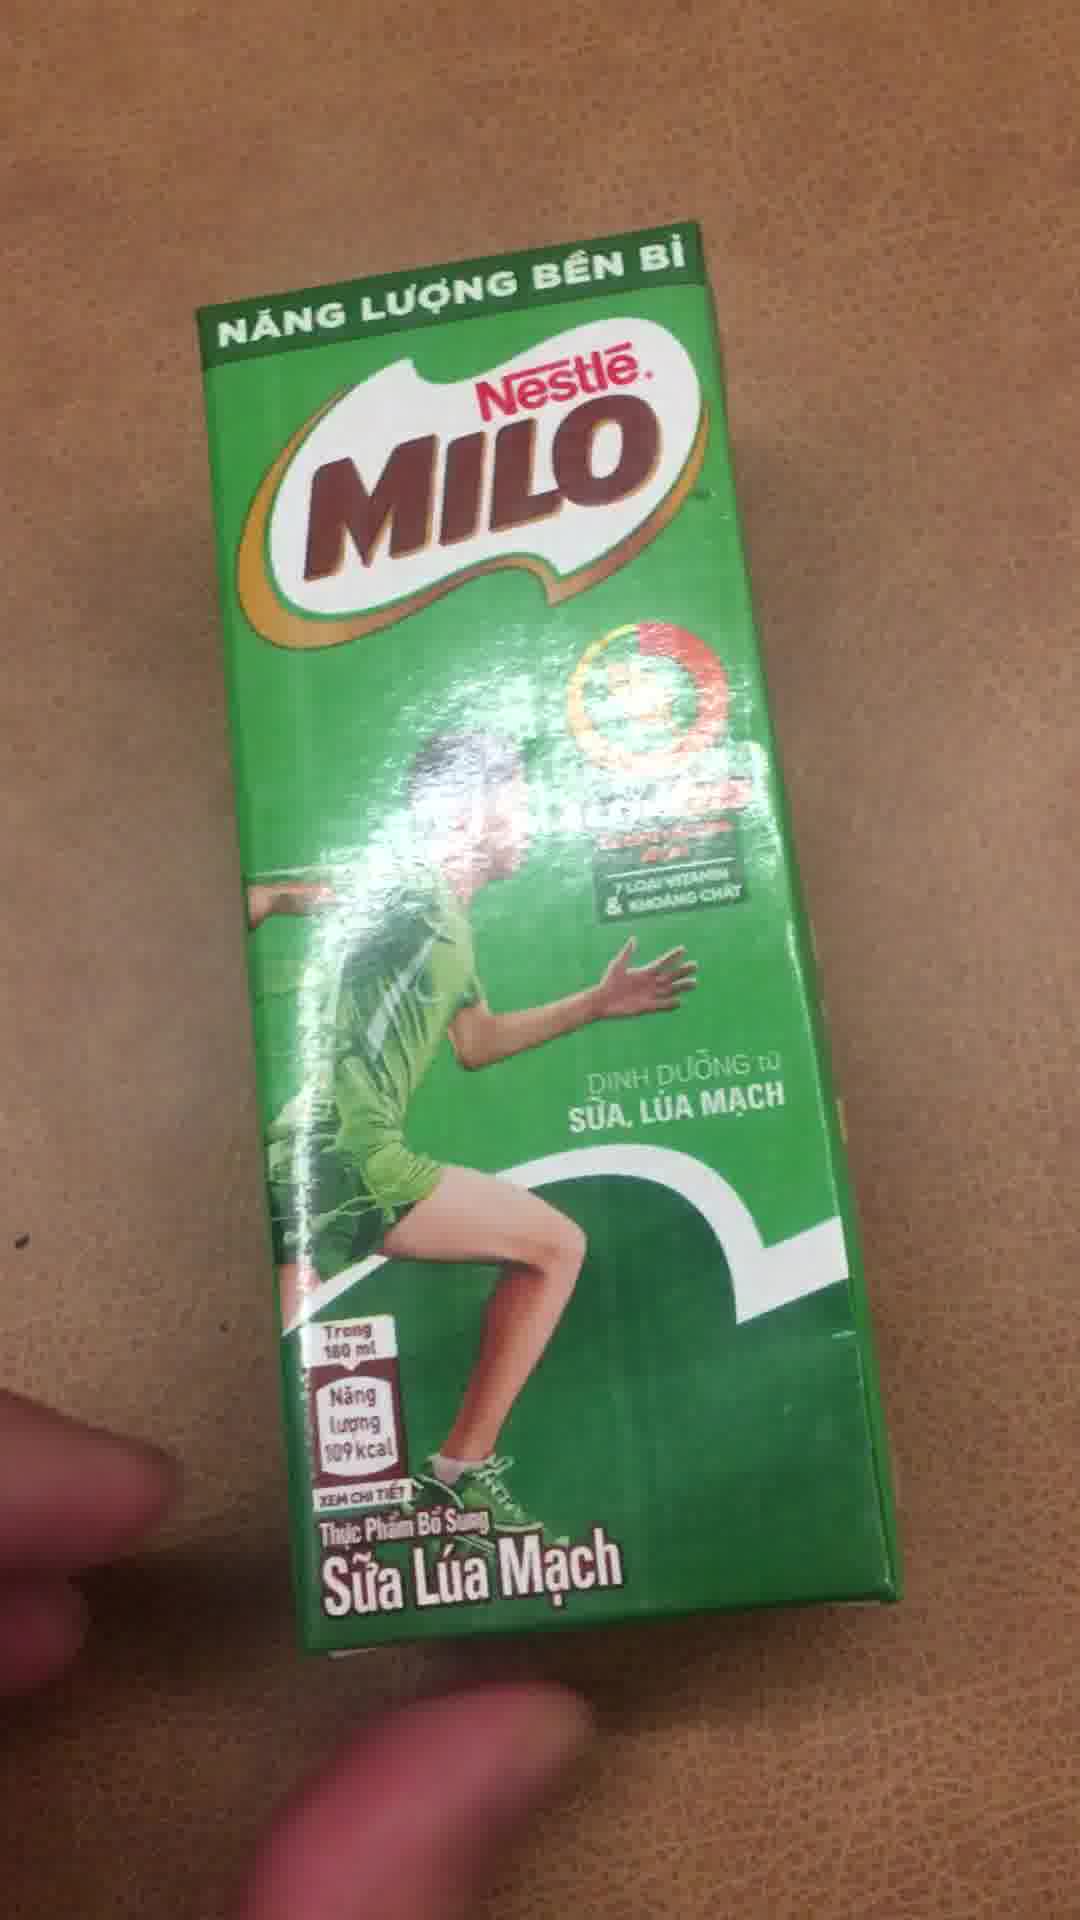 NĂNG LƯỢNG BỀN BỈ
Nestlē.
MILO
7 LOẠI VITAMIN
& KHOÁNG CHẤT
DINH DƯỠNG từ
SỮA, LÚA MẠCH
Trong
180 ml
Năng
lượng
109 kcal
XEM CHI TIẾT
Thực Phẩm Bổ Sung
Sữa Lúa Mạch